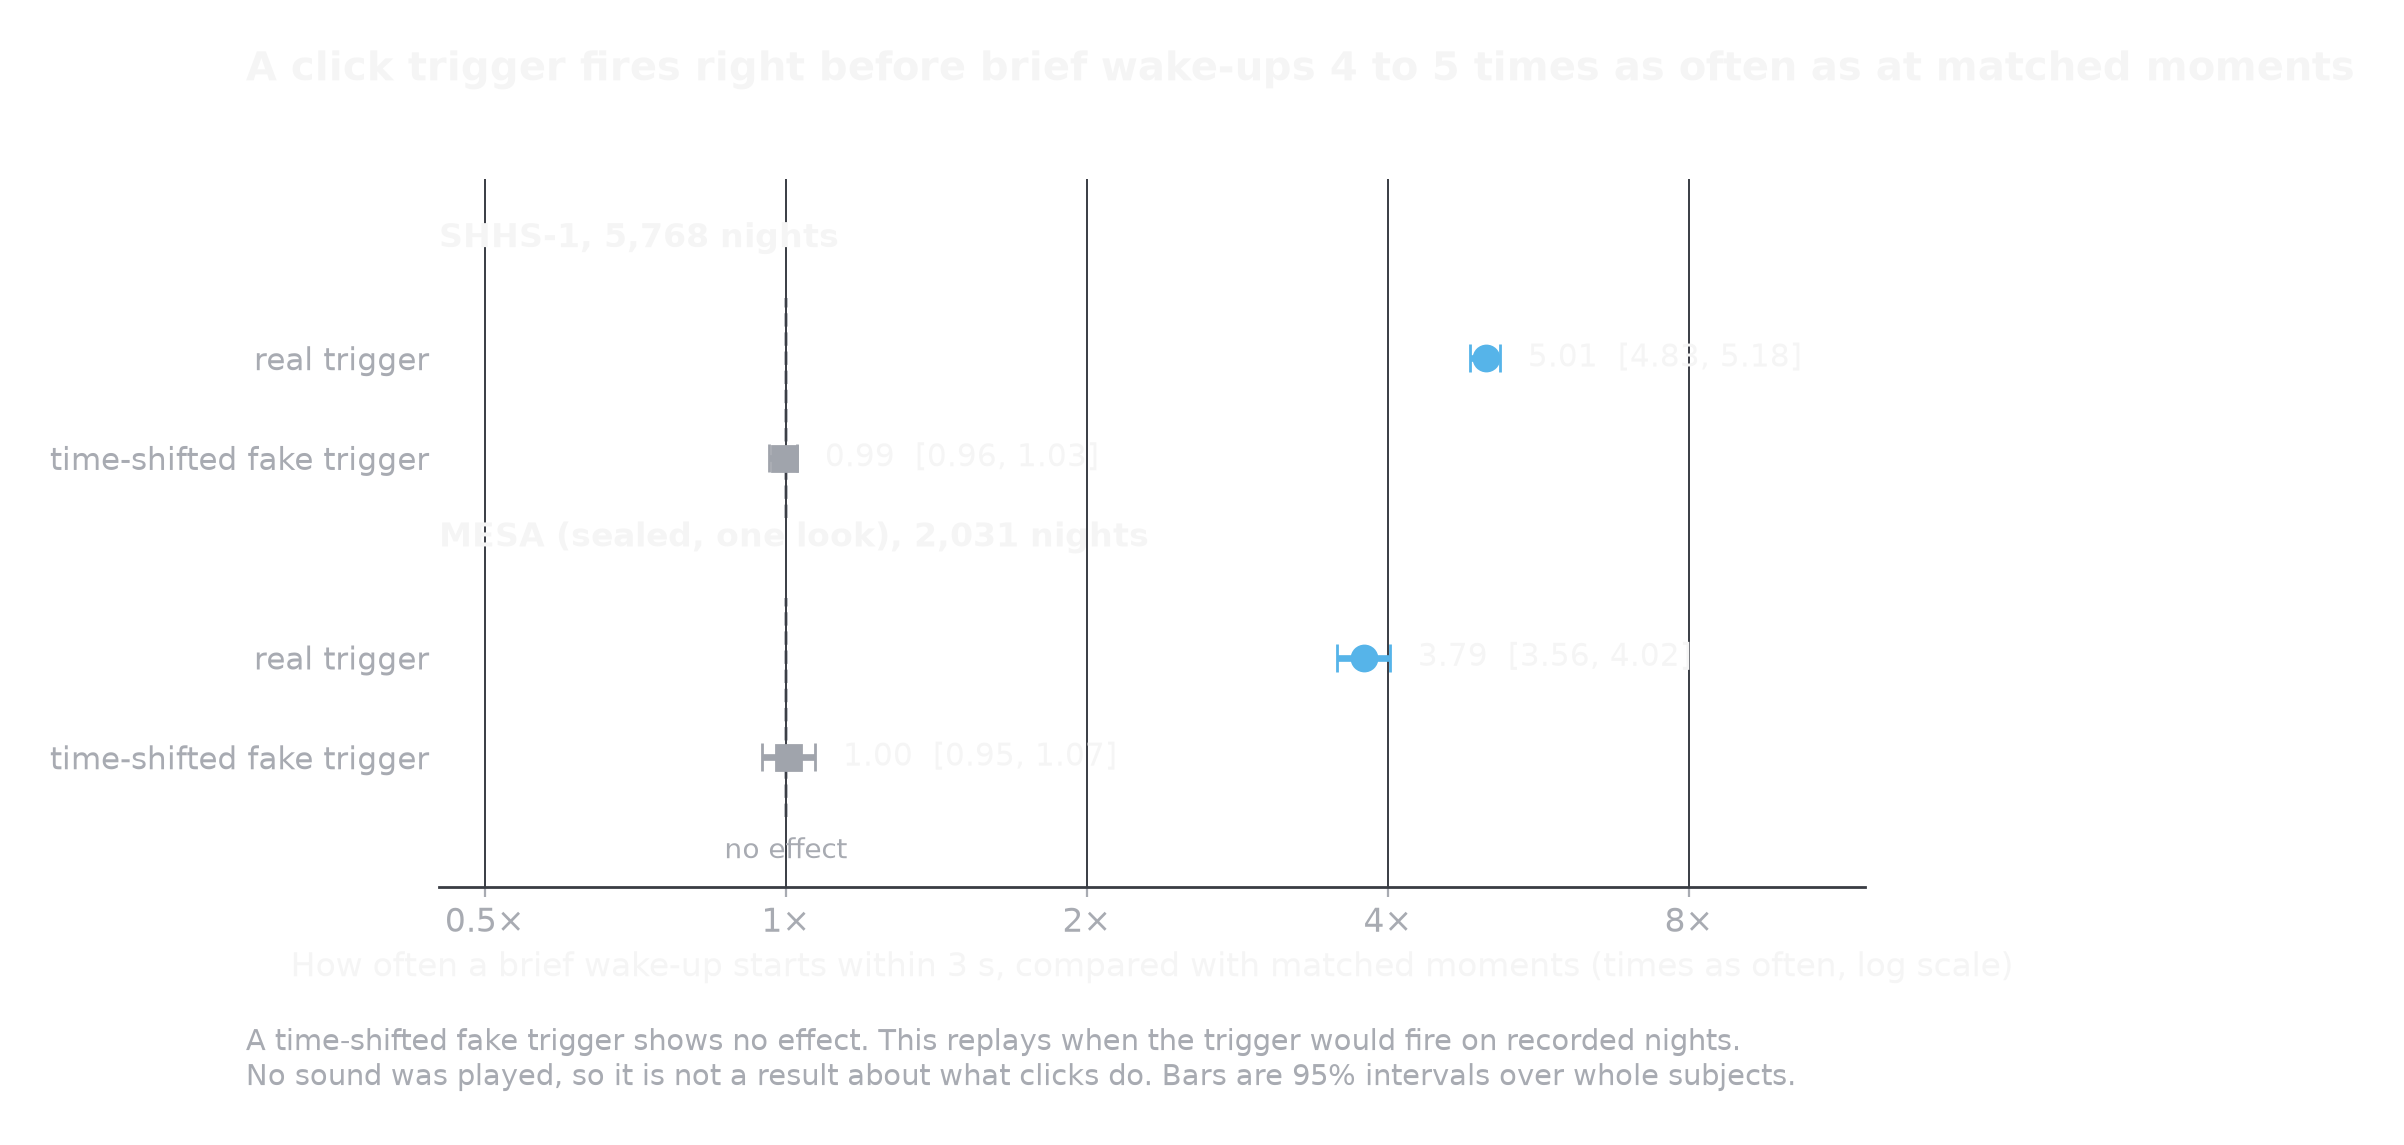 A click trigger fires right before brief wake-ups 4 to 5 times as often as at matched moments
SHHS-1, 5,768 nights
real trigger
5.01 [4.83, 5.18]
time-shifted fake trigger
0.99 [0.96, 1.03]
MESA (sealed, one look), 2,031 nights
real trigger
3.79 [3.56, 4.02]
time-shifted fake trigger
1.00 [0.95, 1.07]
no effect
0.5× 1× 2× 4× 8×
How often a brief wake-up starts within 3 s, compared with matched moments (times as often, log scale)
A time-shifted fake trigger shows no effect. This replays when the trigger would fire on recorded nights.
No sound was played, so it is not a result about what clicks do. Bars are 95% intervals over whole subjects.